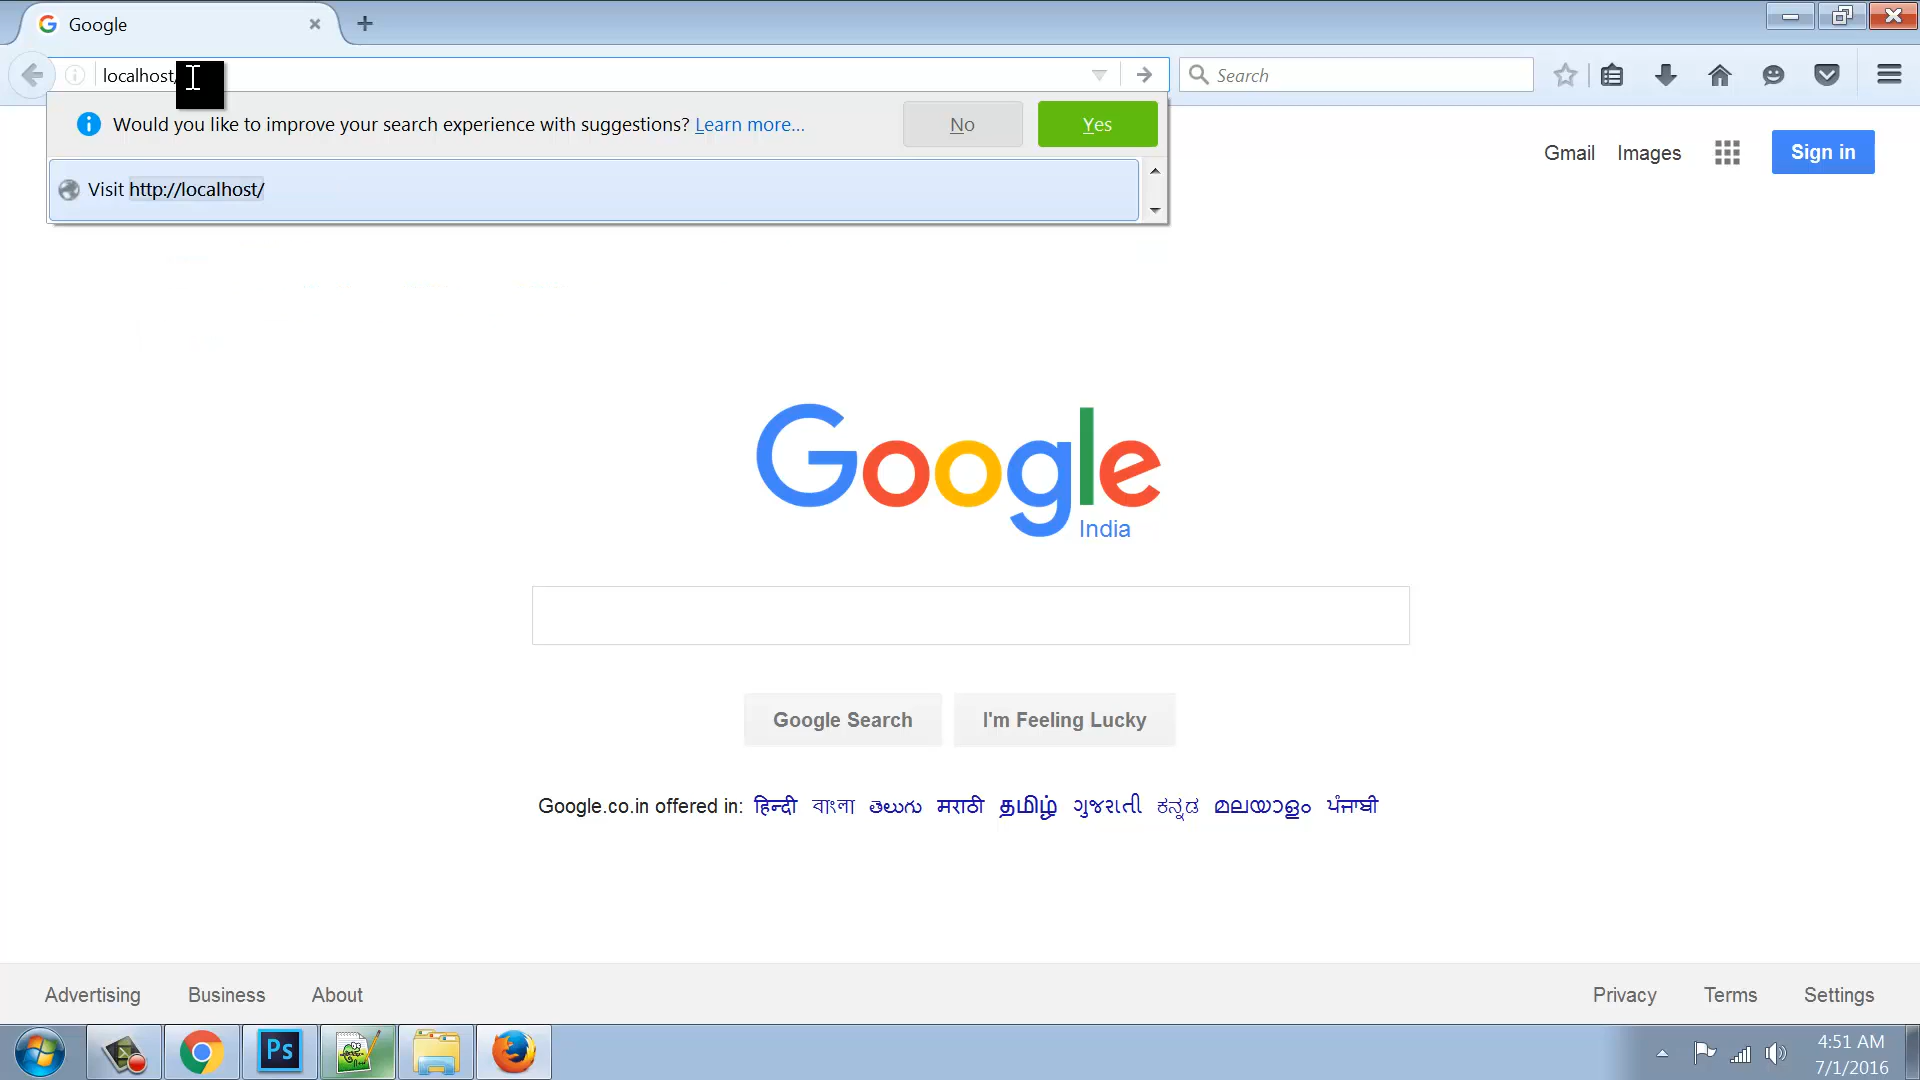 Google
localhost/
Search
Would you like to improve your search experience with suggestions? Learn more...
No
Yes
Visit http://localhost/
Gmail
Images
Sign in
Google
India
Google Search
I'm Feeling Lucky
Google.co.in offered in: हिन्दी বাংলা తెలుగు मराठी தமிழ் ગુજરાતી ಕನ್ನಡ മലയാളം ਪੰਜਾਬੀ
Advertising
Business
About
Privacy
Terms
Settings
Ps
4:51 AM
7/1/2016